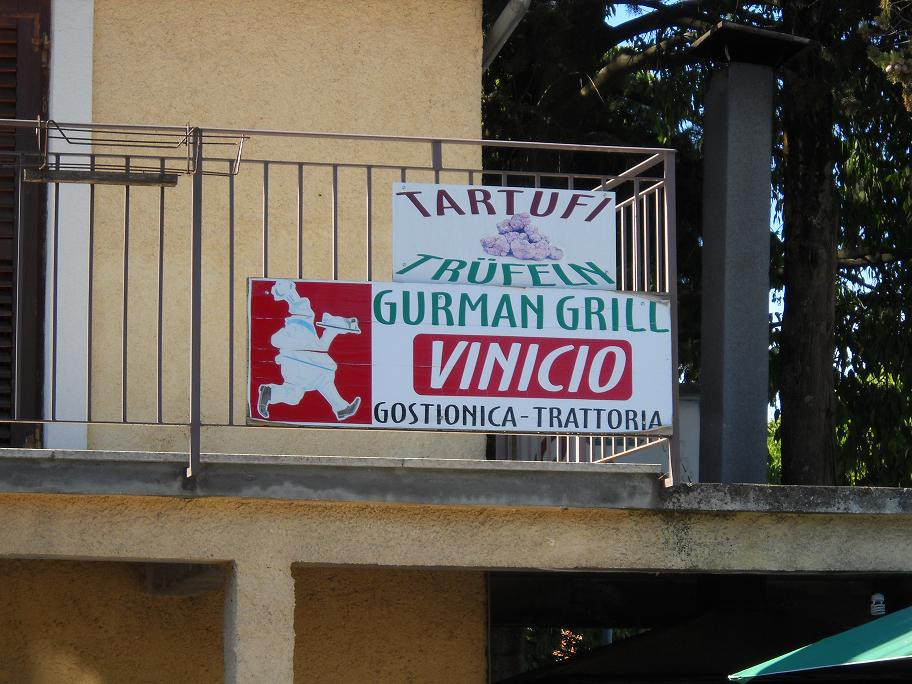 TARTUFI
TRÜFELN
GURMAN GRILL
VINICIO
GOSTIONICA-TRATTORIA